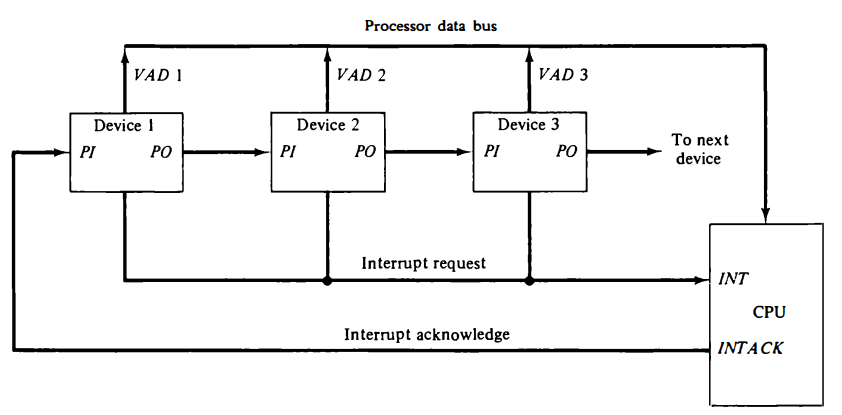 Processor data bus
VAD 1
VAD 2
VAD 3
Device 1
PI
PO
Device 2
PI
PO
Device 3
PI
PO
To next
device
Interrupt request
INT
CPU
Interrupt acknowledge
INTACK